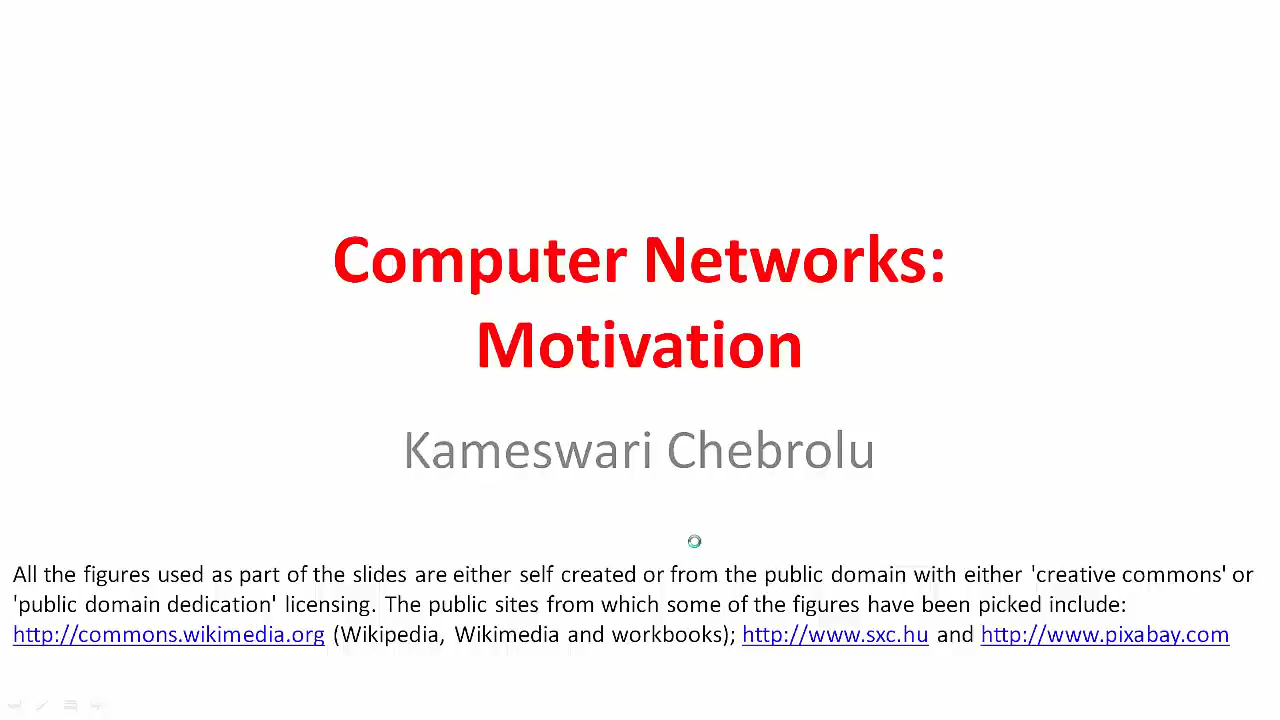 Computer Networks:
Motivation
Kameswari Chebrolu
All the figures used as part of the slides are either self created or from the public domain with either 'creative commons' or
'public domain dedication' licensing. The public sites from which some of the figures have been picked include:
http://commons.wikimedia.org (Wikipedia, Wikimedia and workbooks); http://www.sxc.hu and http://www.pixabay.com